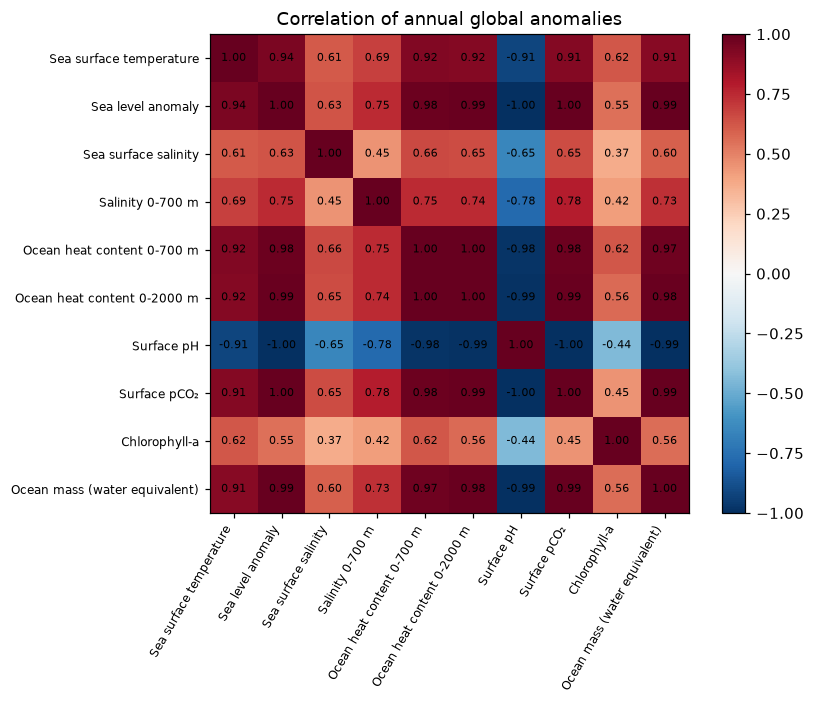 Correlation of annual global anomalies
Sea surface temperature 1.00 0.94 0.61 0.69 0.92 0.92 -0.91 0.91 0.62 0.91
Sea level anomaly 0.94 1.00 0.63 0.75 0.98 0.99 -1.00 1.00 0.55 0.99
Sea surface salinity 0.61 0.63 1.00 0.45 0.66 0.65 -0.65 0.65 0.37 0.60
Salinity 0-700 m 0.69 0.75 0.45 1.00 0.75 0.74 -0.78 0.78 0.42 0.73
Ocean heat content 0-700 m 0.92 0.98 0.66 0.75 1.00 1.00 -0.98 0.98 0.62 0.97
Ocean heat content 0-2000 m 0.92 0.99 0.65 0.74 1.00 1.00 -0.99 0.99 0.56 0.98
Surface pH -0.91 -1.00 -0.65 -0.78 -0.98 -0.99 1.00 -1.00 -0.44 -0.99
Surface pCO₂ 0.91 1.00 0.65 0.78 0.98 0.99 -1.00 1.00 0.45 0.99
Chlorophyll-a 0.62 0.55 0.37 0.42 0.62 0.56 -0.44 0.45 1.00 0.56
Ocean mass (water equivalent) 0.91 0.99 0.60 0.73 0.97 0.98 -0.99 0.99 0.56 1.00
Sea surface temperature
Sea level anomaly
Sea surface salinity
Salinity 0-700 m
Ocean heat content 0-700 m
Ocean heat content 0-2000 m
Surface pH
Surface pCO₂
Chlorophyll-a
Ocean mass (water equivalent)
1.00
0.75
0.50
0.25
0.00
−0.25
−0.50
−0.75
−1.00